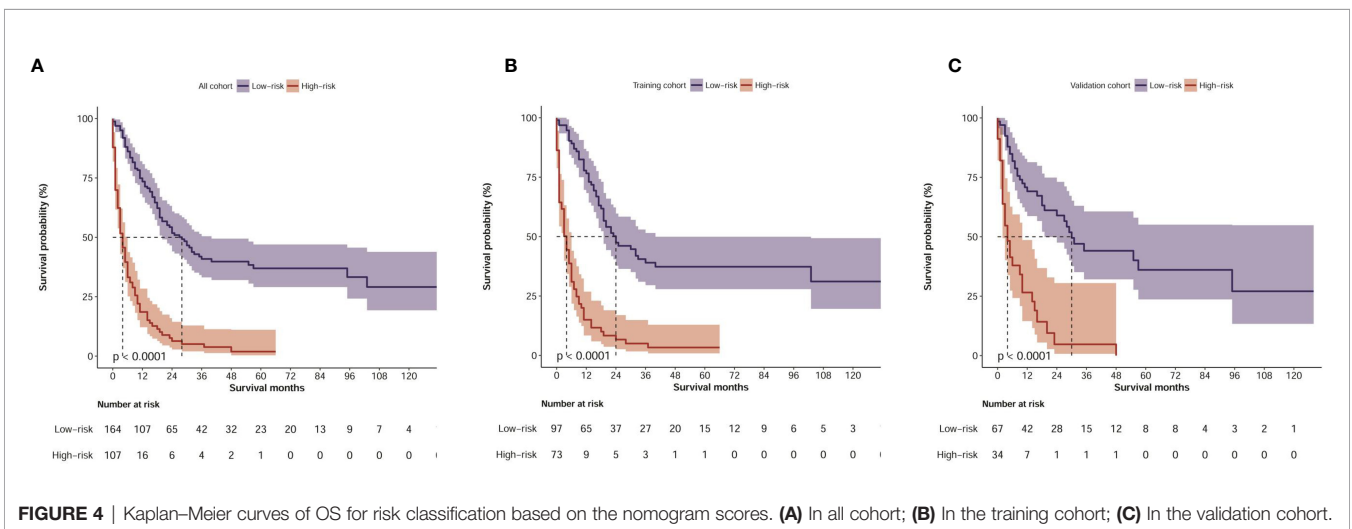 A
All cohort Low–risk High–risk
Survival probability (%)
100
75
50
25
0
p < 0.0001
0 12 24 36 48 60 72 84 96 108 120
Survival months
Number at risk
Low–risk 164 107 65 42 32 23 20 13 9 7 4
High–risk 107 16 6 4 2 1 0 0 0 0 0
B
Training cohort Low–risk High–risk
Survival probability (%)
100
75
50
25
0
p < 0.0001
0 12 24 36 48 60 72 84 96 108 120
Survival months
Number at risk
Low–risk 97 65 37 27 20 15 12 9 6 5 3
High–risk 73 9 5 3 1 1 0 0 0 0 0
C
Validation cohort Low–risk High–risk
Survival probability (%)
100
75
50
25
0
p < 0.0001
0 12 24 36 48 60 72 84 96 108 120
Survival months
Number at risk
Low–risk 67 42 28 15 12 8 8 4 3 2 1
High–risk 34 7 1 1 1 0 0 0 0 0 0
FIGURE 4 | Kaplan–Meier curves of OS for risk classification based on the nomogram scores. (A) In all cohort; (B) In the training cohort; (C) In the validation cohort.